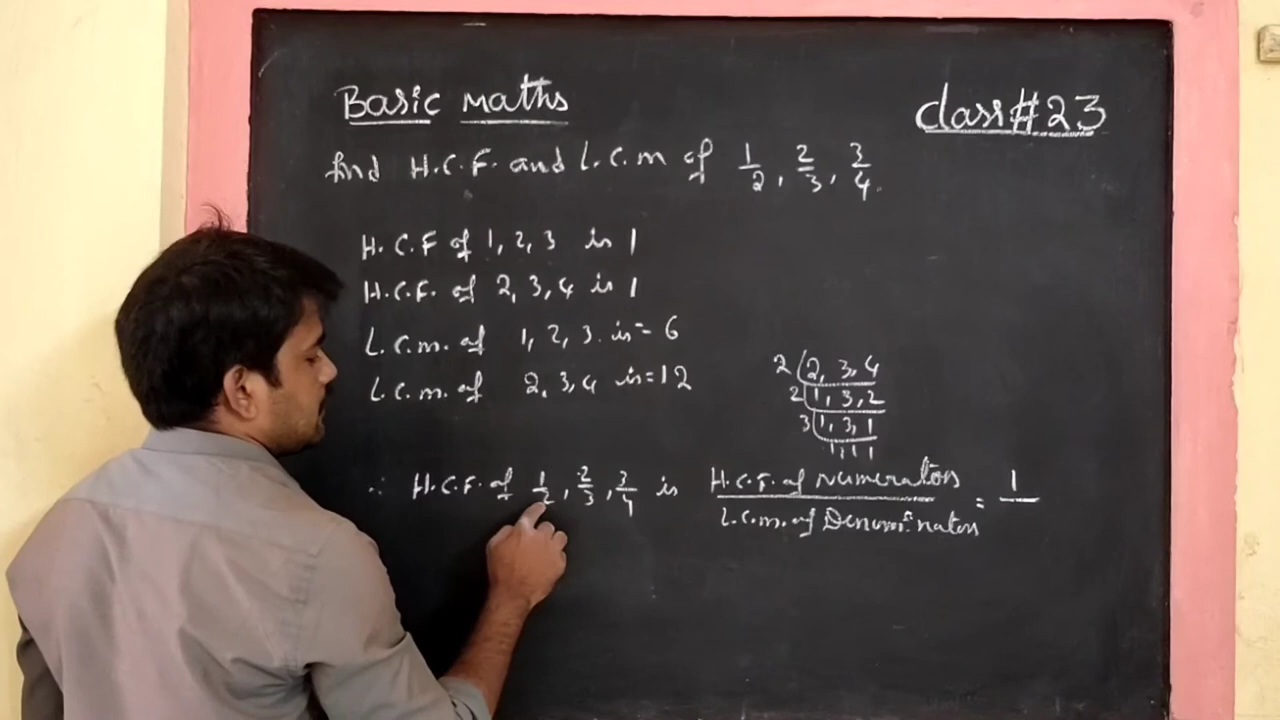 Basic maths
class#23
find H.C.F. and L.C.M of 1/2, 2/3, 3/4.
H.C.F of 1, 2, 3 is 1
H.C.F. of 2, 3, 4 is 1
L.C.M. of 1, 2, 3. is = 6
L.C.M. of 2, 3, 4 is = 12
2 | 2, 3, 4
2 | 1, 3, 2
3 | 1, 3, 1
1, 1, 1
∴ H.C.F. of 1/2, 2/3, 3/4 is H.C.F. of numerators / L.C.M. of Denominators = 1/